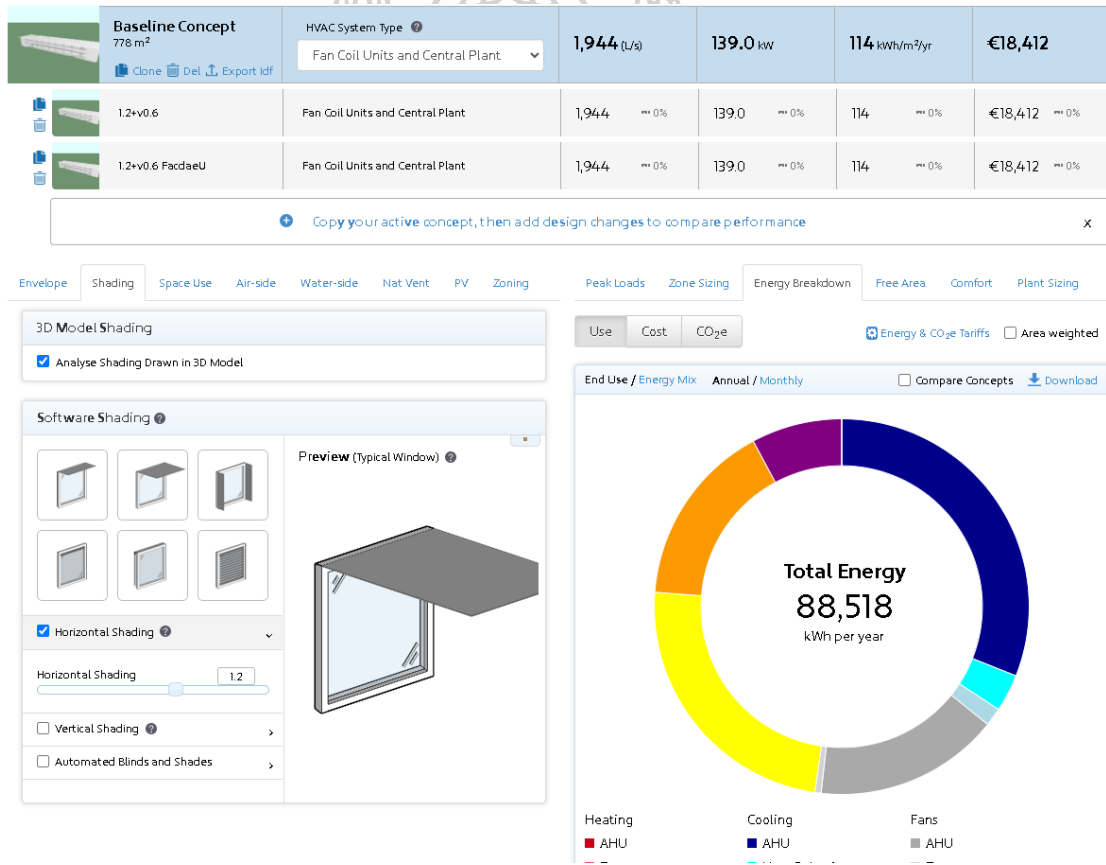 Baseline Concept
778 m²
Clone Del Export Idf
HVAC System Type
Fan Coil Units and Central Plant
1,944 (L/s)
139.0 kW
114 kWh/m²/yr
€18,412
1.2+v0.6 Fan Coil Units and Central Plant 1,944 0% 139.0 0% 114 0% €18,412 0%
1.2+v0.6 FacdaeU Fan Coil Units and Central Plant 1,944 0% 139.0 0% 114 0% €18,412 0%
Copy your active concept, then add design changes to compare performance x
Envelope Shading Space Use Air-side Water-side Nat Vent PV Zoning
3D Model Shading
Analyse Shading Drawn in 3D Model
Software Shading
Preview (Typical Window)
Horizontal Shading
Horizontal Shading 1.2
Vertical Shading
Automated Blinds and Shades
Peak Loads Zone Sizing Energy Breakdown Free Area Comfort Plant Sizing
Use Cost CO₂e
Energy & CO₂e Tariffs Area weighted
End Use / Energy Mix Annual / Monthly Compare Concepts Download
Total Energy
88,518
kWh per year
Heating Cooling Fans
AHU AHU AHU